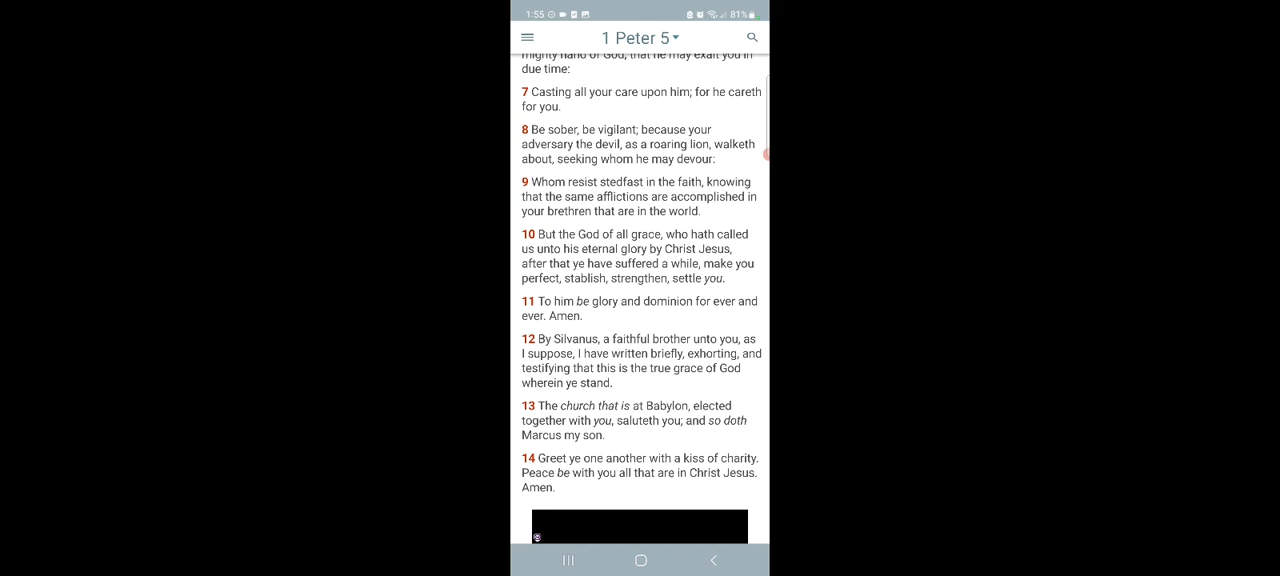 1:55
81%
1 Peter 5
mighty hand of God, that he may exalt you in
due time:
7 Casting all your care upon him; for he careth
for you.
8 Be sober, be vigilant; because your
adversary the devil, as a roaring lion, walketh
about, seeking whom he may devour:
9 Whom resist stedfast in the faith, knowing
that the same afflictions are accomplished in
your brethren that are in the world.
10 But the God of all grace, who hath called
us unto his eternal glory by Christ Jesus,
after that ye have suffered a while, make you
perfect, stablish, strengthen, settle you.
11 To him be glory and dominion for ever and
ever. Amen.
12 By Silvanus, a faithful brother unto you, as
I suppose, I have written briefly, exhorting, and
testifying that this is the true grace of God
wherein ye stand.
13 The church that is at Babylon, elected
together with you, saluteth you; and so doth
Marcus my son.
14 Greet ye one another with a kiss of charity.
Peace be with you all that are in Christ Jesus.
Amen.